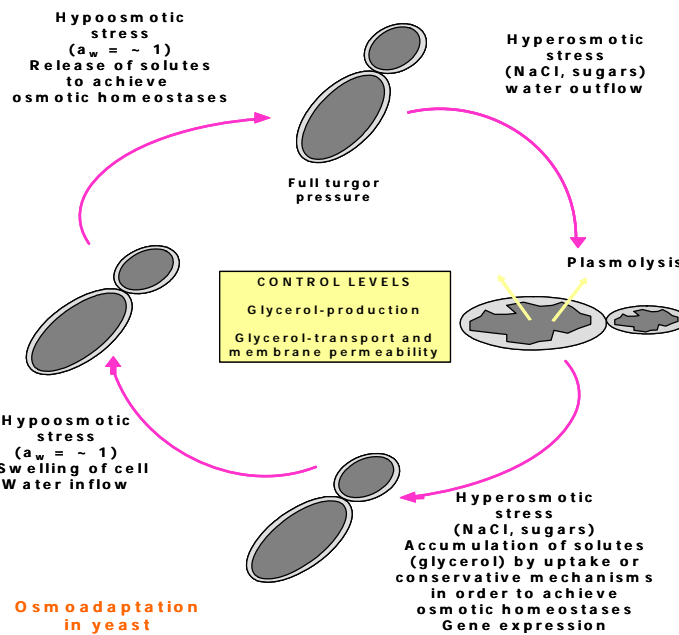 Hypoosmotic
stress
(a_w = ~ 1)
Release of solutes
to achieve
osmotic homeostases
Hyperosmotic
stress
(NaCl, sugars)
water outflow
Full turgor
pressure
Plasmolysis
CONTROL LEVELS
Glycerol-production
Glycerol-transport and
membrane permeability
Hypoosmotic
stress
(a_w = ~ 1)
Swelling of cell
Water inflow
Hyperosmotic
stress
(NaCl, sugars)
Accumulation of solutes
(glycerol) by uptake or
conservative mechanisms
in order to achieve
osmotic homeostases
Gene expression
Osmoadaptation
in yeast